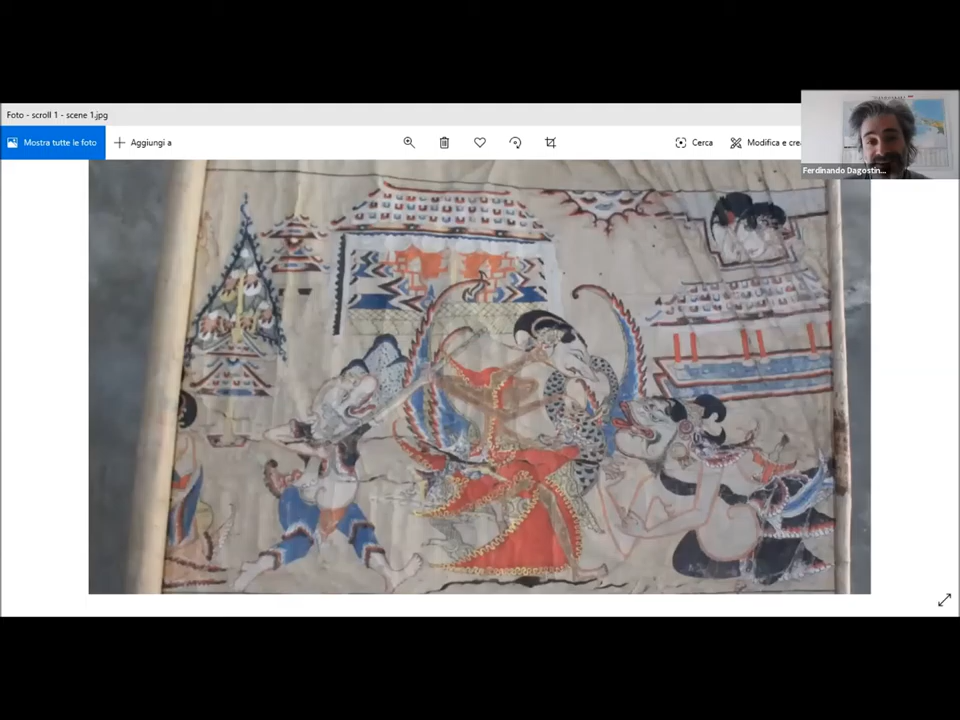 Foto - scroll 1 - scene 1.jpg
Mostra tutte le foto
Aggiungi a
Cerca
Modifica e crea
Ferdinando Dagostin...